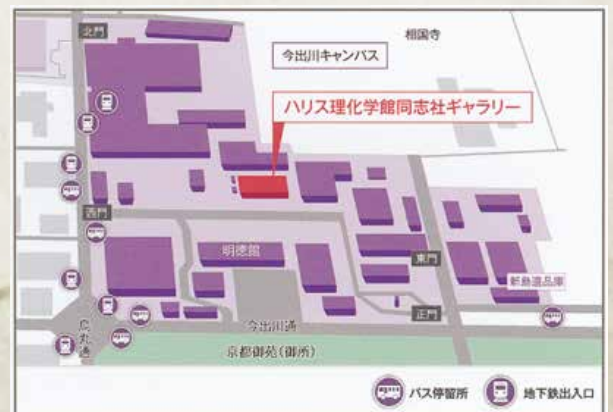 北門
相国寺
今出川キャンパス
ハリス理化学館同志社ギャラリー
西門
明徳館
東門
新島遺品庫
正門
烏丸通
今出川通
京都御苑(御所)
バス停留所
地下鉄出入口